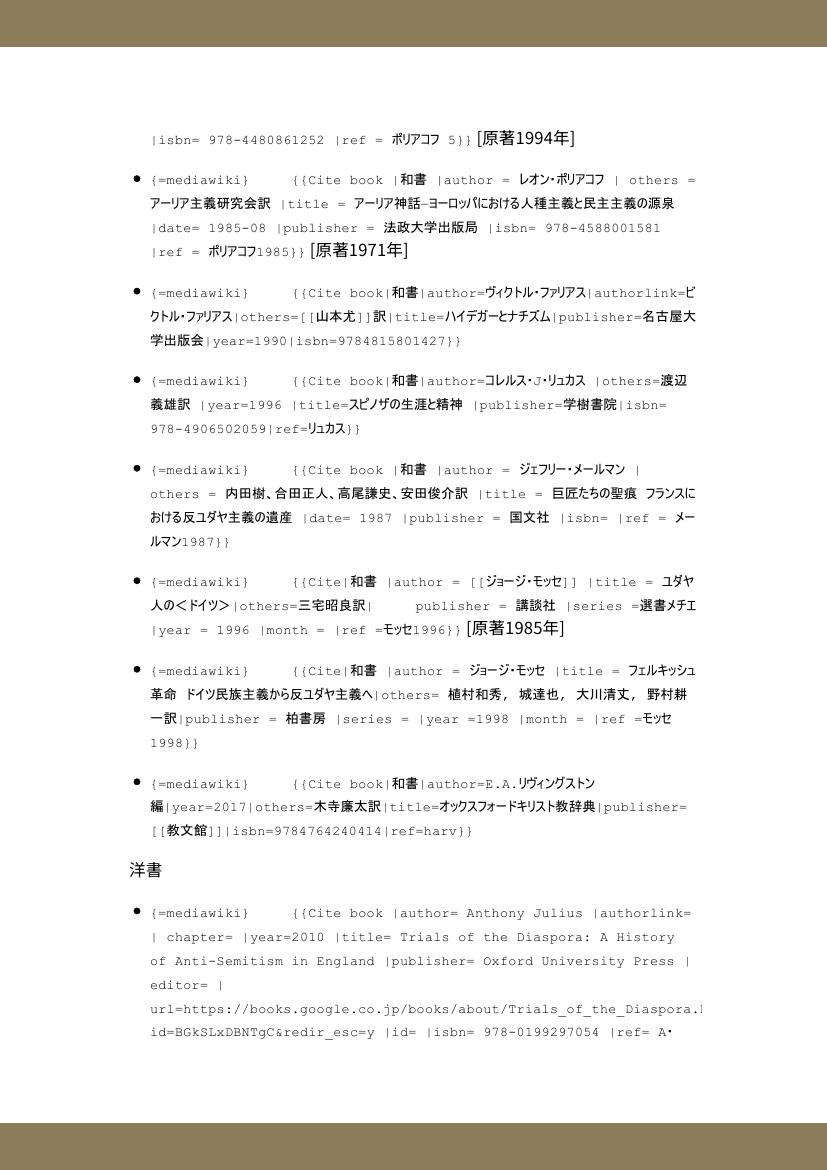 |isbn= 978-4480861252 |ref = ポリアコフ 5}} [原著1994年]
{=mediawiki} {{Cite book |和書 |author = レオン・ポリアコフ | others =
アーリア主義研究会訳 |title = アーリア神話—ヨーロッパにおける人種主義と民主主義の源泉
|date= 1985-08 |publisher = 法政大学出版局 |isbn= 978-4588001581
|ref = ポリアコフ1985}} [原著1971年]
{=mediawiki} {{Cite book|和書|author=ヴィクトル・ファリアス|authorlink=ビ
クトル・ファリアス|others=[[山本尤]]訳|title=ハイデガーとナチズム|publisher=名古屋大
学出版会|year=1990|isbn=9784815801427}}
{=mediawiki} {{Cite book|和書|author=コレルス・J・リュカス |others=渡辺
義雄訳 |year=1996 |title=スピノザの生涯と精神 |publisher=学樹書院|isbn=
978-4906502059|ref=リュカス}}
{=mediawiki} {{Cite book |和書 |author = ジェフリー・メールマン |
others = 内田樹、合田正人、高尾謙史、安田俊介訳 |title = 巨匠たちの聖痕 フランスに
おける反ユダヤ主義の遺産 |date= 1987 |publisher = 国文社 |isbn= |ref = メー
ルマン1987}}
{=mediawiki} {{Cite|和書 |author = [[ジョージ・モッセ]] |title = ユダヤ
人の＜ドイツ＞|others=三宅昭良訳| publisher = 講談社 |series =選書メチエ
|year = 1996 |month = |ref =モッセ1996}} [原著1985年]
{=mediawiki} {{Cite|和書 |author = ジョージ・モッセ |title = フェルキッシュ
革命 ドイツ民族主義から反ユダヤ主義へ|others= 植村和秀, 城達也, 大川清丈, 野村耕
一訳|publisher = 柏書房 |series = |year =1998 |month = |ref =モッセ
1998}}
{=mediawiki} {{Cite book|和書|author=E.A.リヴィングストン
編|year=2017|others=木寺廉太訳|title=オックスフォードキリスト教辞典|publisher=
[[教文館]]|isbn=9784764240414|ref=harv}}
洋書
{=mediawiki} {{Cite book |author= Anthony Julius |authorlink=
| chapter= |year=2010 |title= Trials of the Diaspora: A History
of Anti-Semitism in England |publisher= Oxford University Press |
editor= |
url=https://books.google.co.jp/books/about/Trials_of_the_Diaspora.
id=BGkSLxDBNTgC&redir_esc=y |id= |isbn= 978-0199297054 |ref= A・